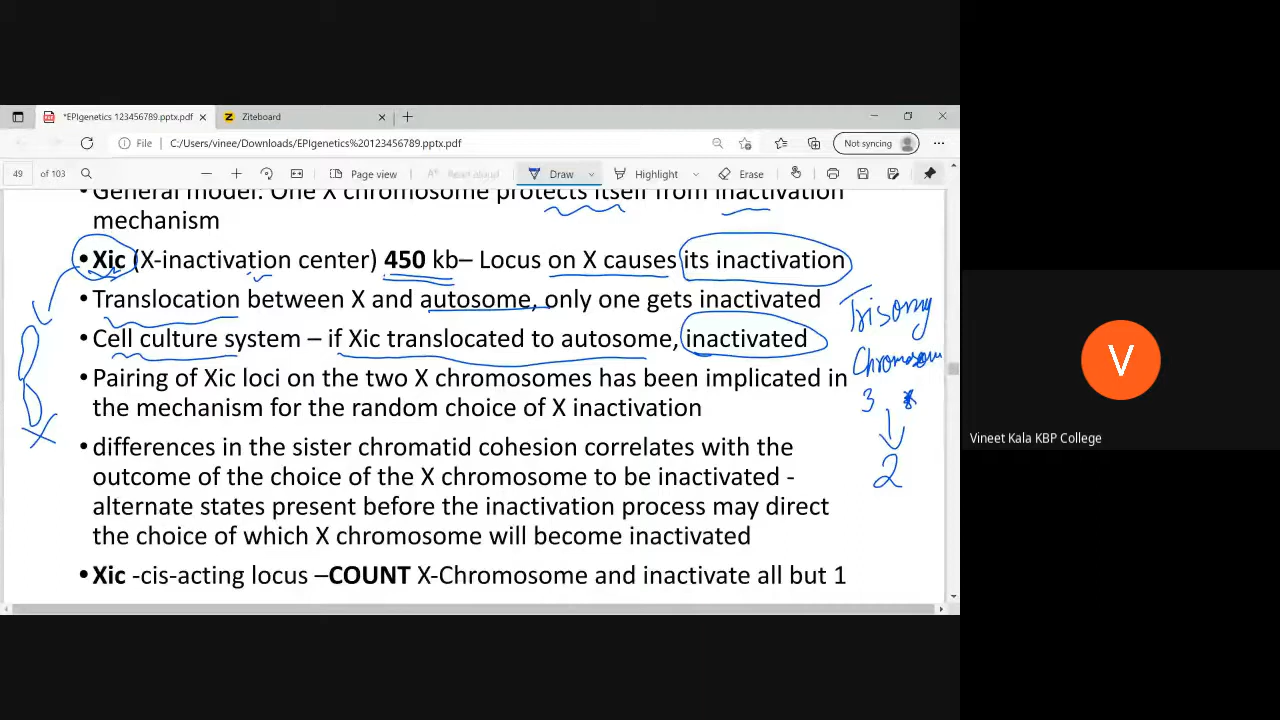 *EPIgenetics 123456789.pptx.pdf
Ziteboard
File
C:/Users/vinee/Downloads/EPIgenetics%20123456789.pptx.pdf
Not syncing
49 of 103
Page view
Read aloud
Draw
Highlight
Erase
•General model: One X chromosome protects itself from inactivation
mechanism
•Xic (X-inactivation center) 450 kb– Locus on X causes its inactivation
•Translocation between X and autosome, only one gets inactivated
•Cell culture system – if Xic translocated to autosome, inactivated
•Pairing of Xic loci on the two X chromosomes has been implicated in
the mechanism for the random choice of X inactivation
•differences in the sister chromatid cohesion correlates with the
outcome of the choice of the X chromosome to be inactivated -
alternate states present before the inactivation process may direct
the choice of which X chromosome will become inactivated
•Xic -cis-acting locus –COUNT X-Chromosome and inactivate all but 1
X
Trisomy
Chromosom
3
2
V
Vineet Kala KBP College